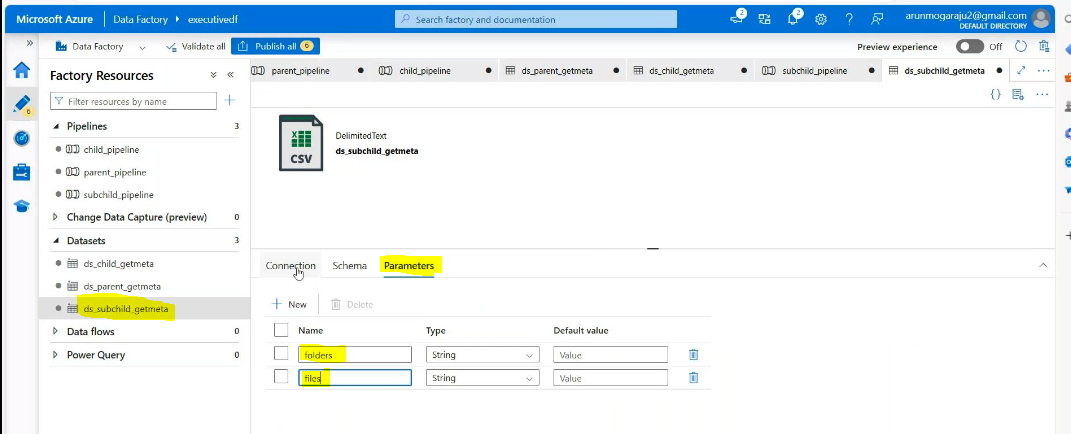 Microsoft Azure Data Factory executivedf Search factory and documentation 2 2 arunmogaraju2@gmail.com
DEFAULT DIRECTORY
Data Factory Validate all Publish all 6 Preview experience Off
Factory Resources
parent_pipeline child_pipeline ds_parent_getmeta ds_child_getmeta subchild_pipeline ds_subchild_getmeta
Filter resources by name
6
Pipelines 3
child_pipeline
parent_pipeline
subchild_pipeline
Change Data Capture (preview) 0
Datasets 3
ds_child_getmeta
ds_parent_getmeta
ds_subchild_getmeta
Data flows 0
Power Query 0
X
CSV
DelimitedText
ds_subchild_getmeta
Connection Schema Parameters
New Delete
Name Type Default value
folders String Value
files String Value